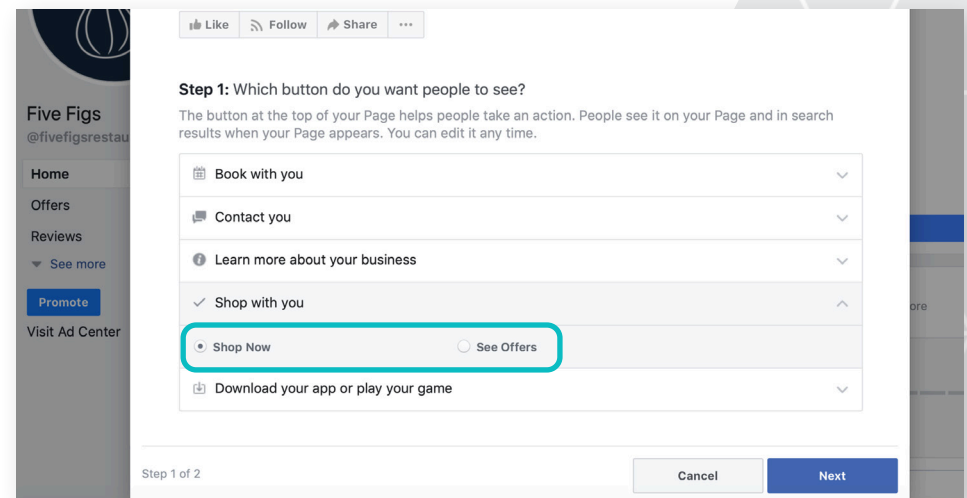 Like
Follow
Share
Step 1: Which button do you want people to see?
The button at the top of your Page helps people take an action. People see it on your Page and in search
results when your Page appears. You can edit it any time.
Book with you
Contact you
Learn more about your business
Shop with you
Shop Now
See Offers
Download your app or play your game
Step 1 of 2
Cancel
Next
Five Figs
@fivefigsrestau
Home
Offers
Reviews
See more
Promote
Visit Ad Center
ore